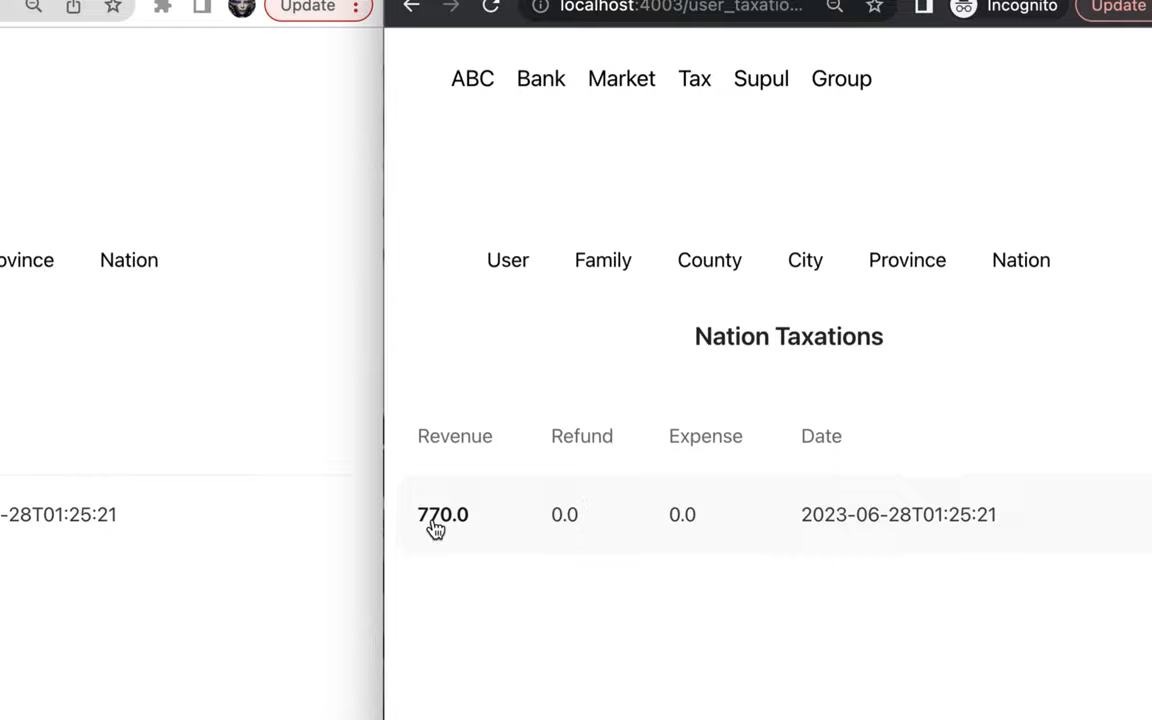 Update
localhost:4003/user_taxatio...
Incognito
Update
ABC Bank Market Tax Supul Group
ovince Nation
User Family County City Province Nation
Nation Taxations
Revenue Refund Expense Date
-28T01:25:21
770.0 0.0 0.0 2023-06-28T01:25:21